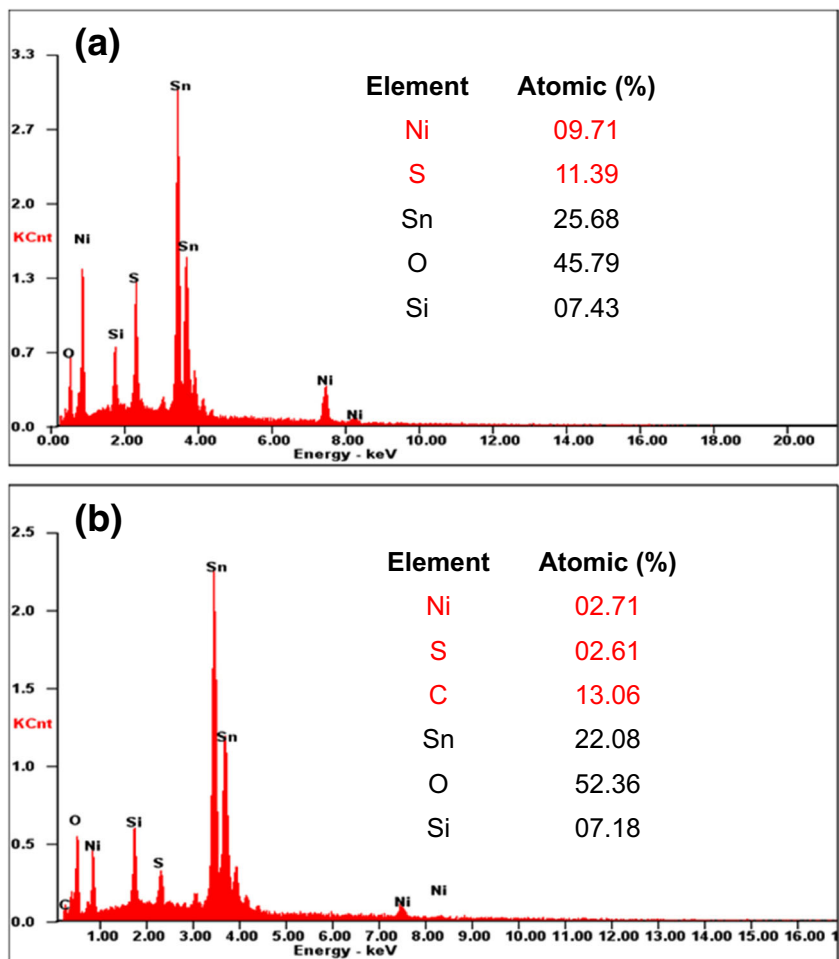 (a)
3.3
2.7
2.0
KCnt
1.3
0.7
0.0
Sn
Ni
Sn
S
Si
O
Ni
Ni
Element Atomic (%)
Ni 09.71
S 11.39
Sn 25.68
O 45.79
Si 07.43
0.00 2.00 4.00 6.00 8.00 10.00 12.00 14.00 16.00 18.00 20.00
Energy - keV
(b)
2.5
2.0
1.5
KCnt
1.0
0.5
0.0
Sn
Sn
O
Si
Ni
S
C
Ni
Ni
Element Atomic (%)
Ni 02.71
S 02.61
C 13.06
Sn 22.08
O 52.36
Si 07.18
1.00 2.00 3.00 4.00 5.00 6.00 7.00 8.00 9.00 10.00 11.00 12.00 13.00 14.00 15.00 16.00 1
Energy - keV